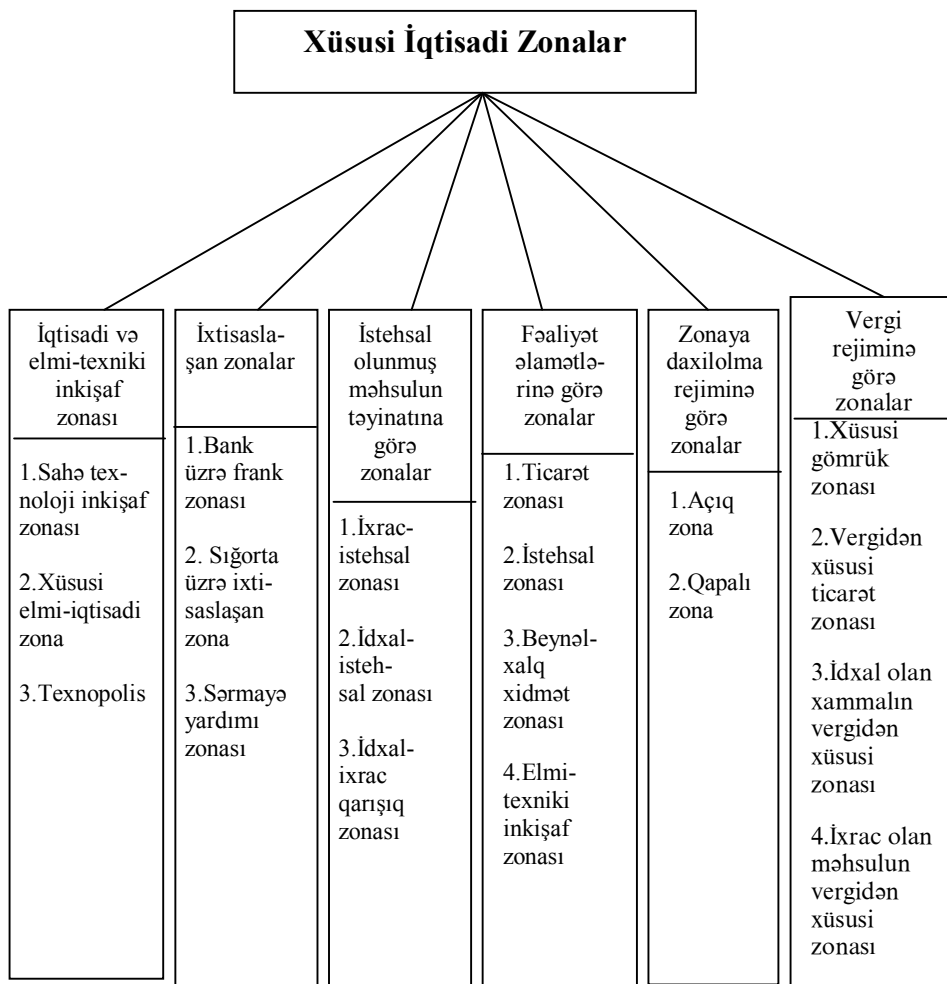 Xüsusi İqtisadi Zonalar
İqtisadi və
elmi-texniki
inkişaf
zonası
1.Sahə tex-
noloji inkişaf
zonası
2.Xüsusi
elmi-iqtisadi
zona
3.Texnopolis
İxtisasla-
şan zonalar
1.Bank
üzrə frank
zonası
2. Sığorta
üzrə ixti-
saslaşan
zona
3.Sərmayə
yardımı
zonası
İstehsal
olunmuş
məhsulun
təyinatına
görə
zonalar
1.İxrac-
istehsal
zonası
2.İdxal-
isteh-
sal zonası
3.İdxal-
ixrac
qarışıq
zonası
Fəaliyət
əlamətlə-
rinə görə
zonalar
1.Ticarət
zonası
2.İstehsal
zonası
3.Beynəl-
xalq
xidmət
zonası
4.Elmi-
texniki
inkişaf
zonası
Zonaya
daxilolma
rejiminə
görə
zonalar
1.Açıq
zona
2.Qapalı
zona
Vergi
rejiminə
görə
zonalar
1.Xüsusi
gömrük
zonası
2.Vergidən
xüsusi
ticarət
zonası
3.İdxal olan
xammalın
vergidən
xüsusi
zonası
4.İxrac olan
məhsulun
vergidən
xüsusi
zonası